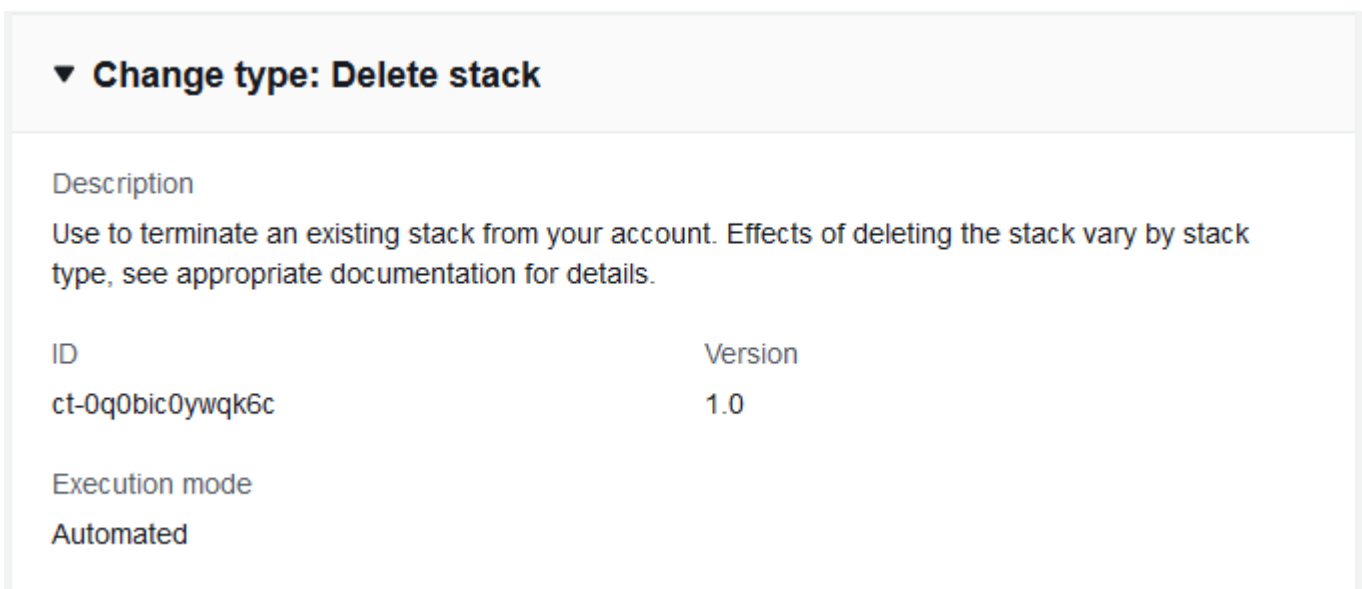 Change type: Delete stack
Description
Use to terminate an existing stack from your account. Effects of deleting the stack vary by stack
type, see appropriate documentation for details.
ID
Version
ct-0q0bic0ywqk6c
1.0
Execution mode
Automated